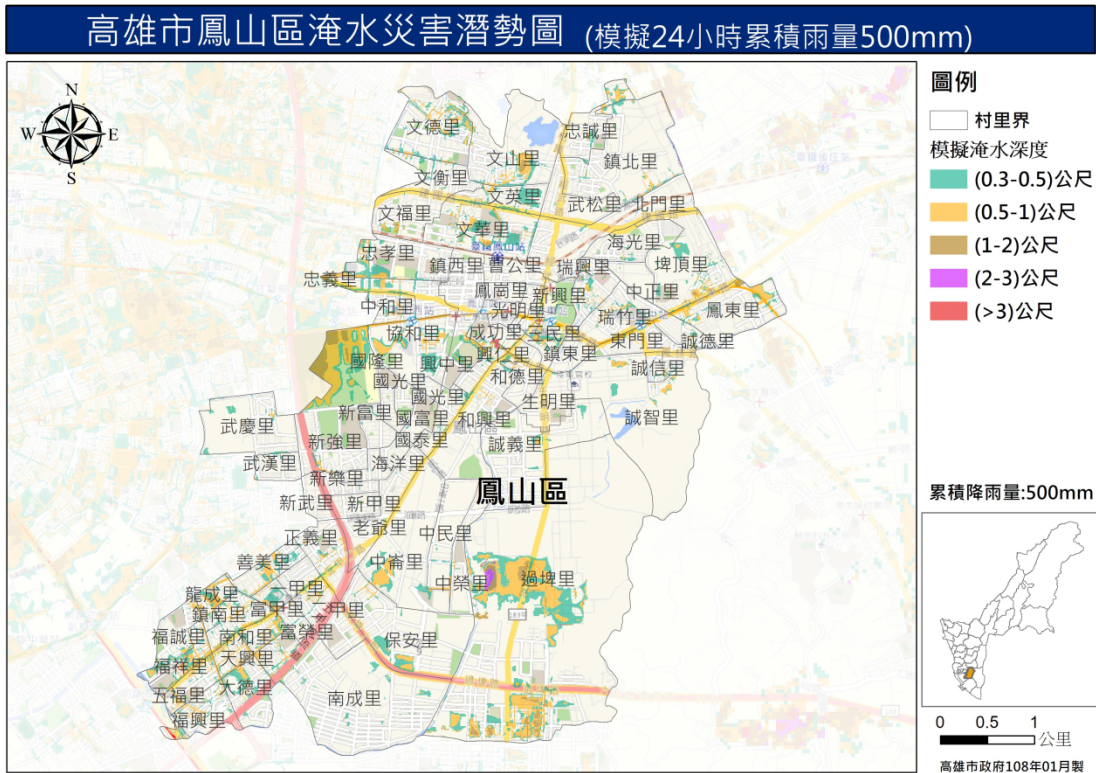 高雄市鳳山區淹水災害潛勢圖 (模擬24小時累積雨量500mm)
N
W E
S
圖例
村里界
模擬淹水深度
(0.3-0.5)公尺
(0.5-1)公尺
(1-2)公尺
(2-3)公尺
(>3)公尺
文德里
忠誠里
文山里
鎮北里
文衡里
文英里
武松里 北門里
文福里
文華里
海光里
忠孝里
鎮西里 曹公里 瑞興里 埤頂里
忠義里
鳳崗里 新興里 中正里
中和里
光明里 瑞竹里 鳳東里
協和里 成功里 三民里 東門里 誠德里
國隆里 興中里 興仁里 鎮東里
國光里 和德里 誠信里
國光里 生明里
新富里 國富里 和興里 誠智里
武慶里
新強里 國泰里 誠義里
武漢里 海洋里
新樂里
鳳山區
新武里 新甲里
老爺里 中民里
正義里
善美里 中崙里
中榮里 過埤里
龍成里 一甲里
鎮南里 富甲里 二甲里
福誠里 南和里 富榮里 保安里
福祥里 天興里
五福里 大德里 南成里
福興里
累積降雨量:500mm
0 0.5 1
公里
高雄市政府108年01月製